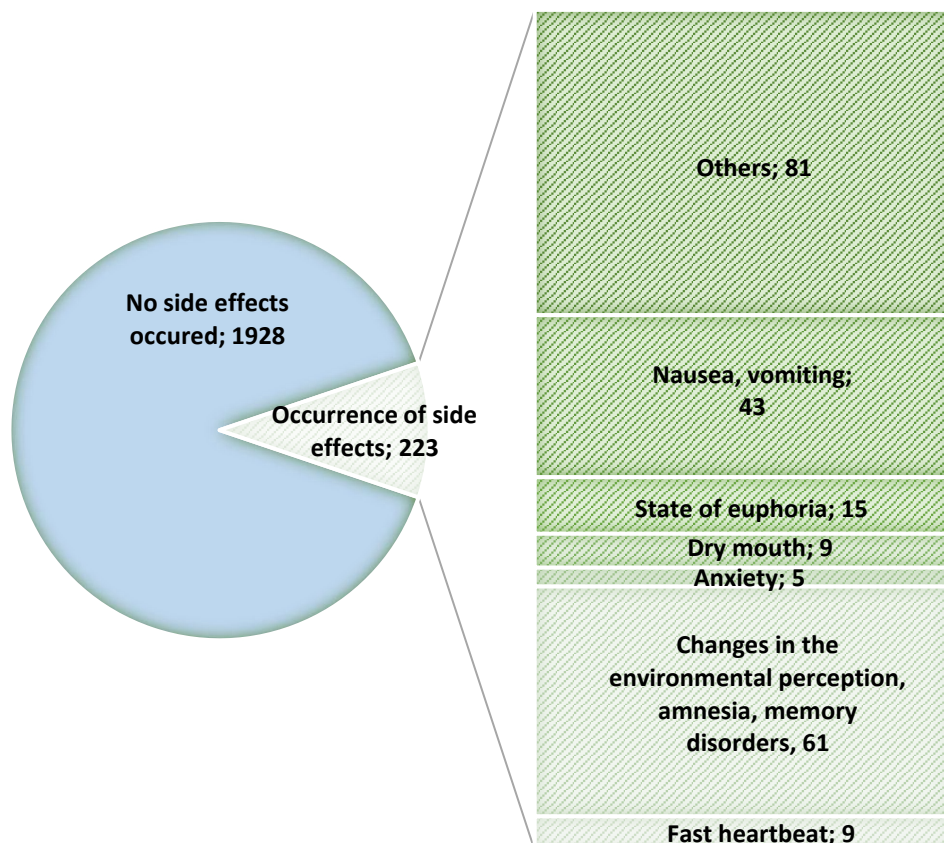 No side effects
occured; 1928
Occurrence of side
effects; 223
Others; 81
Nausea, vomiting;
43
State of euphoria; 15
Dry mouth; 9
Anxiety; 5
Changes in the
environmental perception,
amnesia, memory
disorders, 61
Fast heartbeat; 9